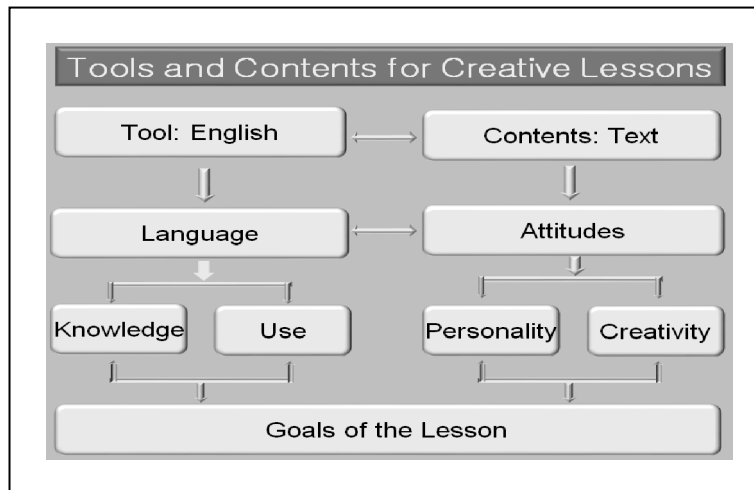 Tools and Contents for Creative Lessons
Tool: English
Contents: Text
Language
Attitudes
Knowledge
Use
Personality
Creativity
Goals of the Lesson